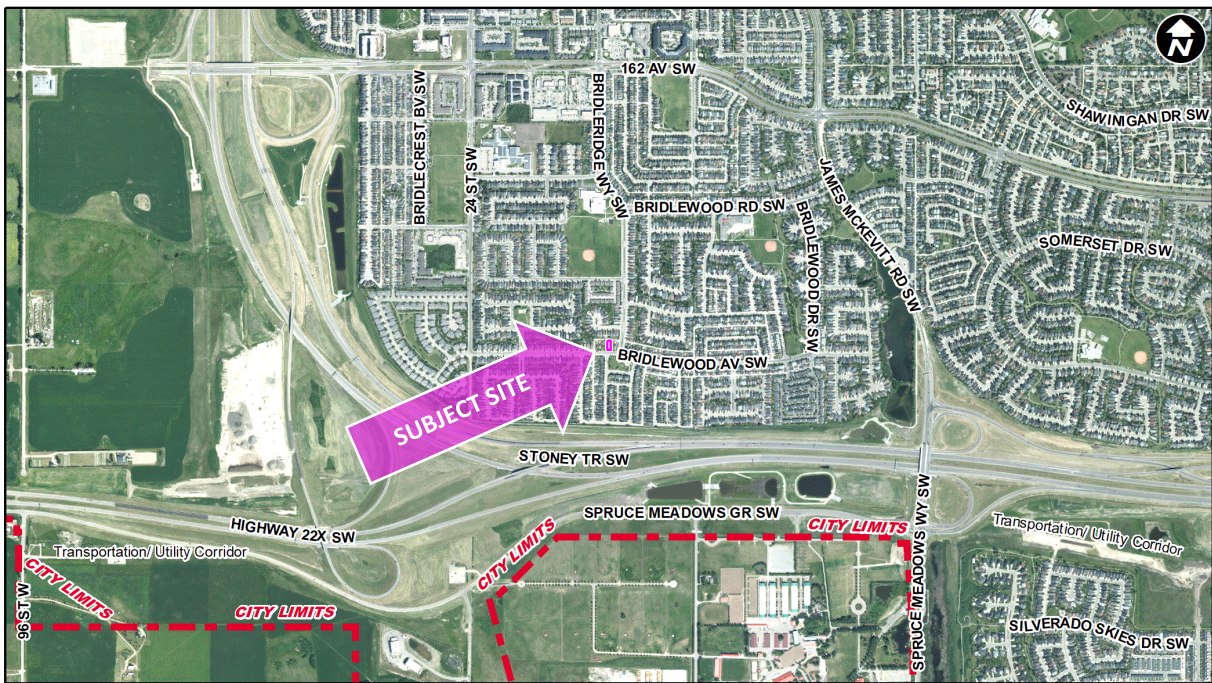 N
162 AV SW
SHAWINIGAN DR SW
BRIDLECREST BV SW
24 ST SW
BRIDLERIDGE WY SW
JAMES MCKEVITT RD SW
BRIDLEWOOD RD SW
BRIDLEWOOD DR SW
SOMERSET DR SW
BRIDLEWOOD AV SW
SUBJECT SITE
STONEY TR SW
SPRUCE MEADOWS GR SW
HIGHWAY 22X SW
CITY LIMITS
CITY LIMITS
Transportation/ Utility Corridor
Transportation/ Utility Corridor
CITY LIMITS
CITY LIMITS
96 ST W
SPRUCE MEADOWS WY SW
SILVERADO SKIES DR SW